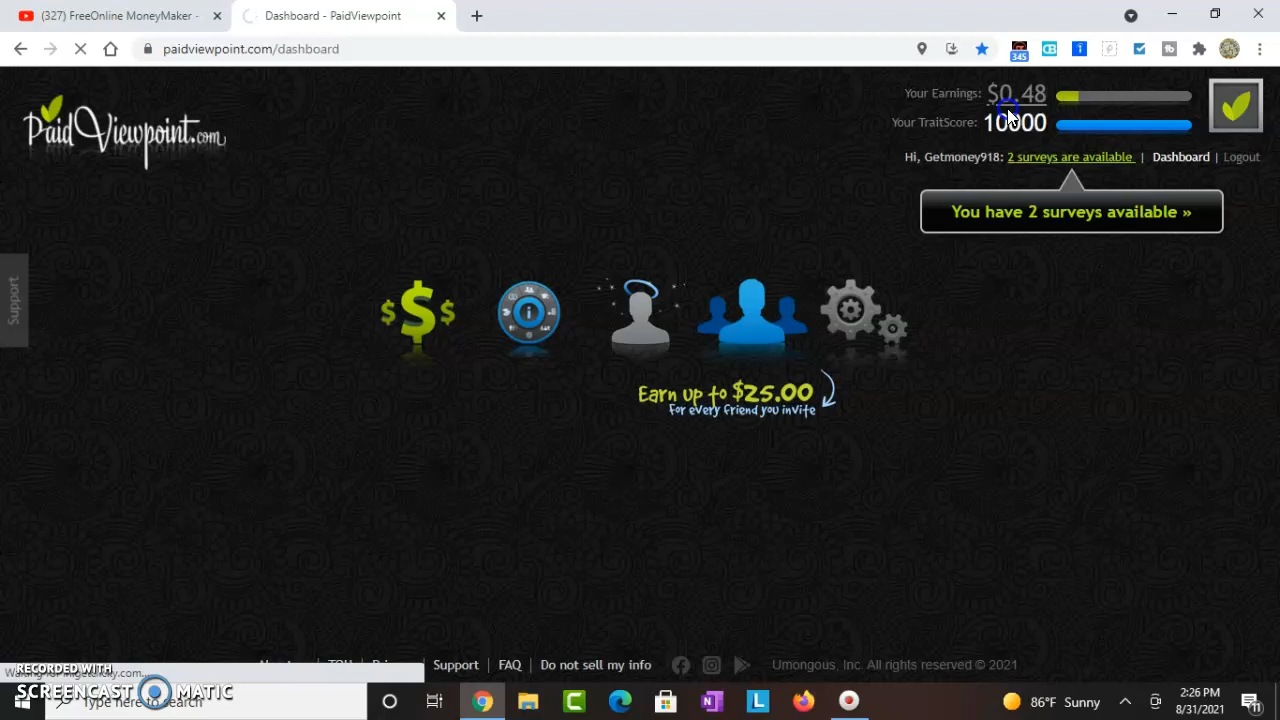 (327) FreeOnline MoneyMaker -
Dashboard - PaidViewpoint
paidviewpoint.com/dashboard
345
CB
PaidViewpoint.com
Your Earnings: $0.48
Your TraitScore: 10000
Hi, Getmoney918: 2 surveys are available | Dashboard | Logout
You have 2 surveys available »
Support
Earn up to $25.00
For every friend you invite
Support FAQ Do not sell my info Umongous, Inc. All rights reserved © 2021
RECORDED WITH
SCREENCAST MATIC
Type here to search
86°F Sunny
2:26 PM
8/31/2021
11